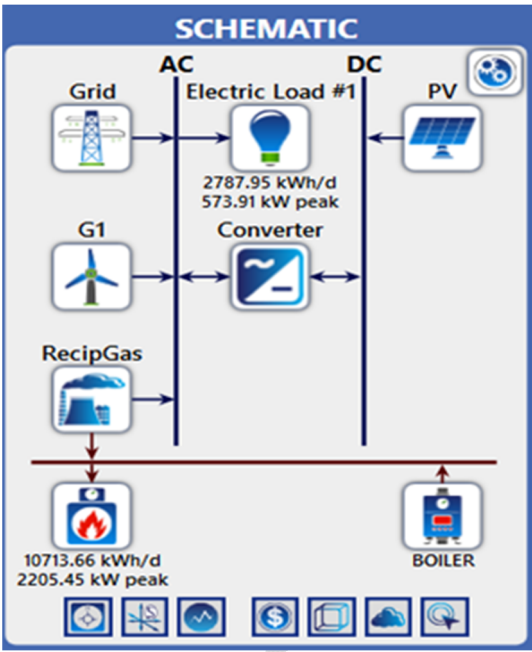 SCHEMATIC
AC
DC
Grid
Electric Load #1
PV
2787.95 kWh/d
573.91 kW peak
G1
Converter
RecipGas
10713.66 kWh/d
2205.45 kW peak
BOILER